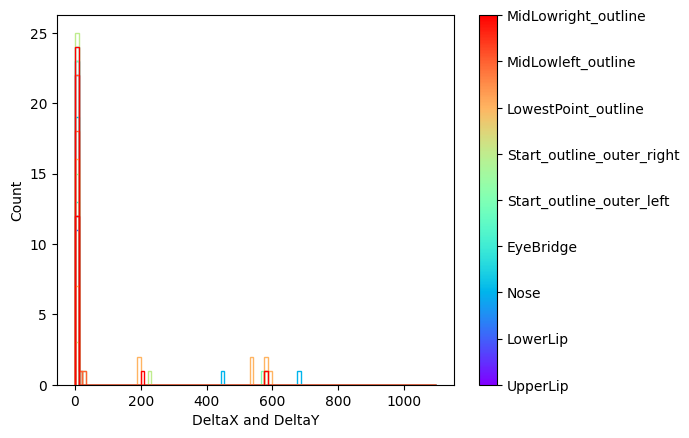 25
20
15
10
5
0
Count
0 200 400 600 800 1000
DeltaX and DeltaY
MidLowright_outline
MidLowleft_outline
LowestPoint_outline
Start_outline_outer_right
Start_outline_outer_left
EyeBridge
Nose
LowerLip
UpperLip